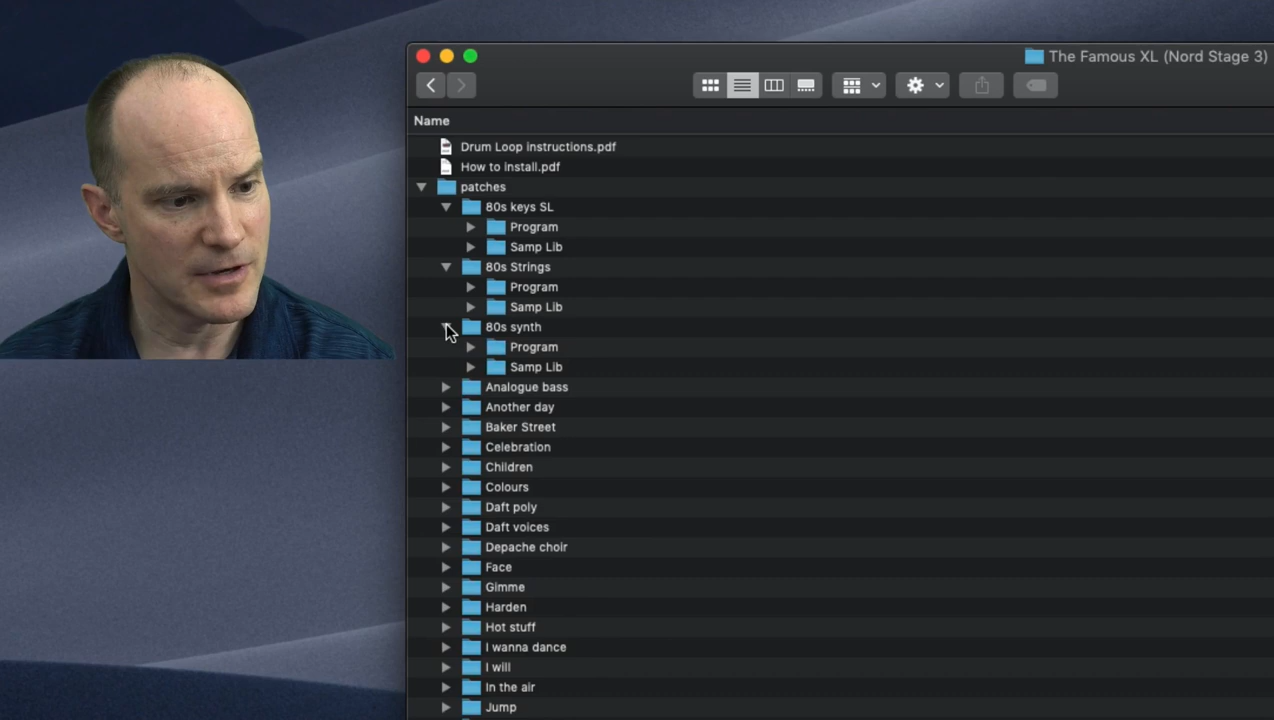 The Famous XL (Nord Stage 3)
Name
Drum Loop instructions.pdf
How to install.pdf
patches
80s keys SL
Program
Samp Lib
80s Strings
Program
Samp Lib
80s synth
Program
Samp Lib
Analogue bass
Another day
Baker Street
Celebration
Children
Colours
Daft poly
Daft voices
Depache choir
Face
Gimme
Harden
Hot stuff
I wanna dance
I will
In the air
Jump